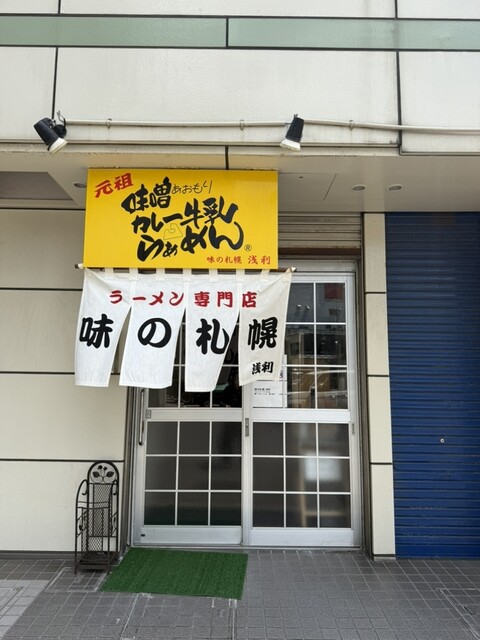 元祖
味噌
あおもり
カレー牛乳
らぁめん®
味の札幌 浅利
ラーメン専門店
味の札幌
浅利